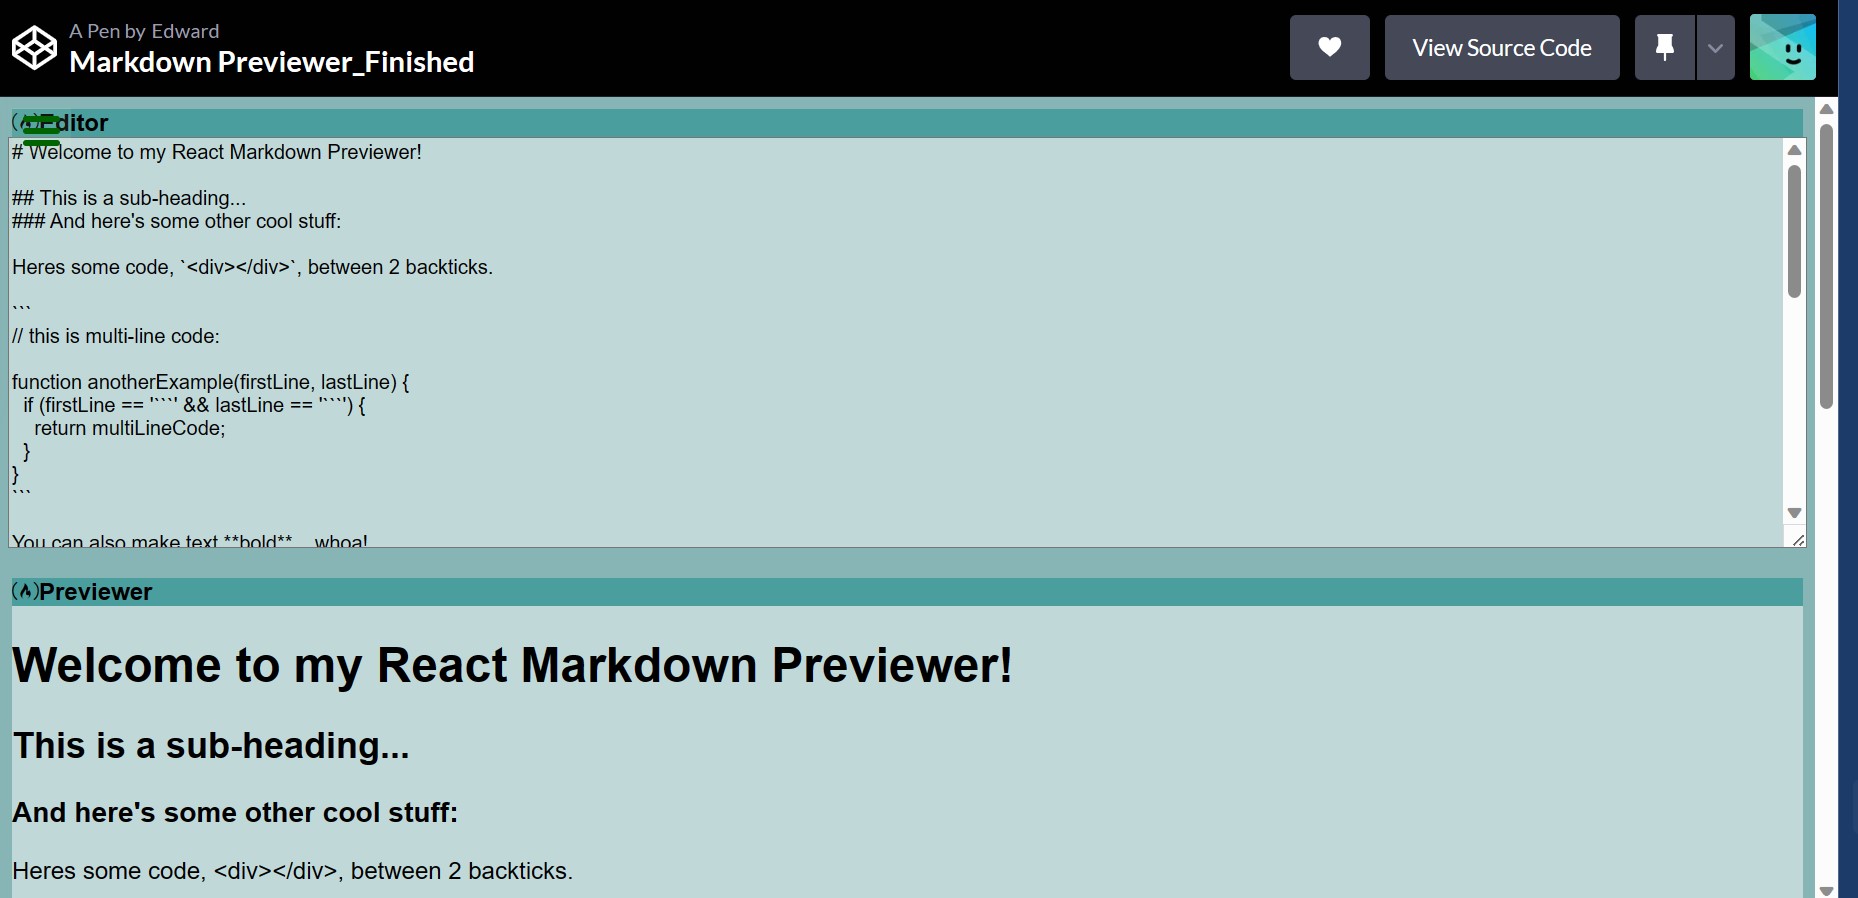 A Pen by Edward
Markdown Previewer_Finished
View Source Code
Editor
# Welcome to my React Markdown Previewer!
## This is a sub-heading...
### And here's some other cool stuff:
Heres some code, `<div></div>`, between 2 backticks.
```
// this is multi-line code:
function anotherExample(firstLine, lastLine) {
  if (firstLine == '```' && lastLine == '```') {
    return multiLineCode;
  }
}
```
You can also make text **bold**... whoa!
Previewer
Welcome to my React Markdown Previewer!
This is a sub-heading...
And here's some other cool stuff:
Heres some code, <div></div>, between 2 backticks.